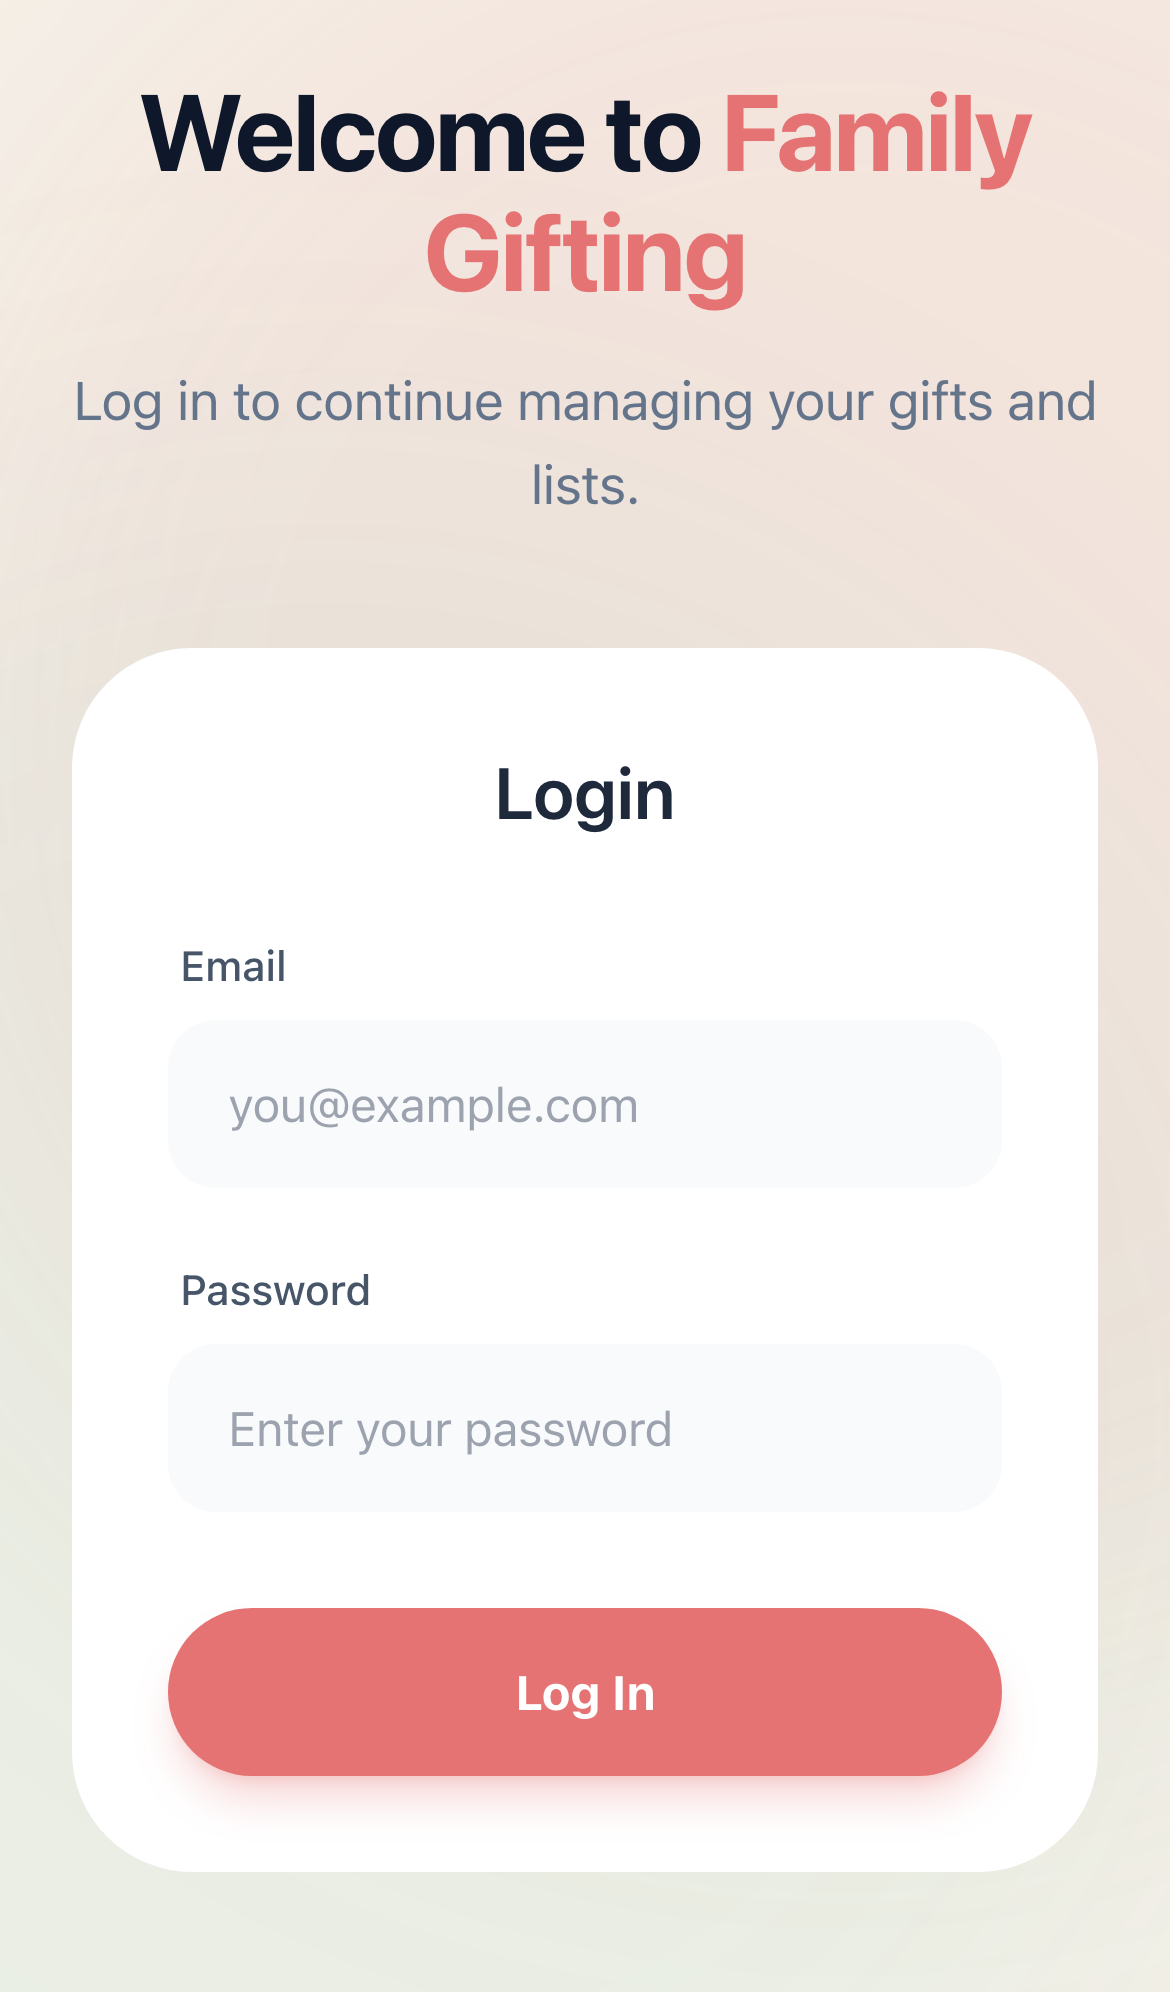 Welcome to Family
Gifting
Log in to continue managing your gifts and
lists.
Login
Email
you@example.com
Password
Enter your password
Log In